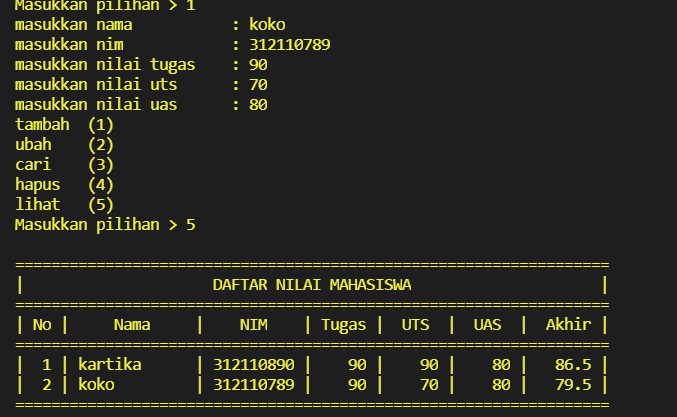 Masukkan pilihan > 1
masukkan nama           : koko
masukkan nim            : 312110789
masukkan nilai tugas    : 90
masukkan nilai uts      : 70
masukkan nilai uas      : 80
tambah  (1)
ubah    (2)
cari    (3)
hapus   (4)
lihat   (5)
Masukkan pilihan > 5
==================================================================
|                     DAFTAR NILAI MAHASISWA                     |
==================================================================
| No |     Nama     |    NIM    | Tugas |  UTS  |  UAS  |  Akhir |
==================================================================
|  1 | kartika      | 312110890 |    90 |    90 |    80 |   86.5 |
|  2 | koko         | 312110789 |    90 |    70 |    80 |   79.5 |
==================================================================